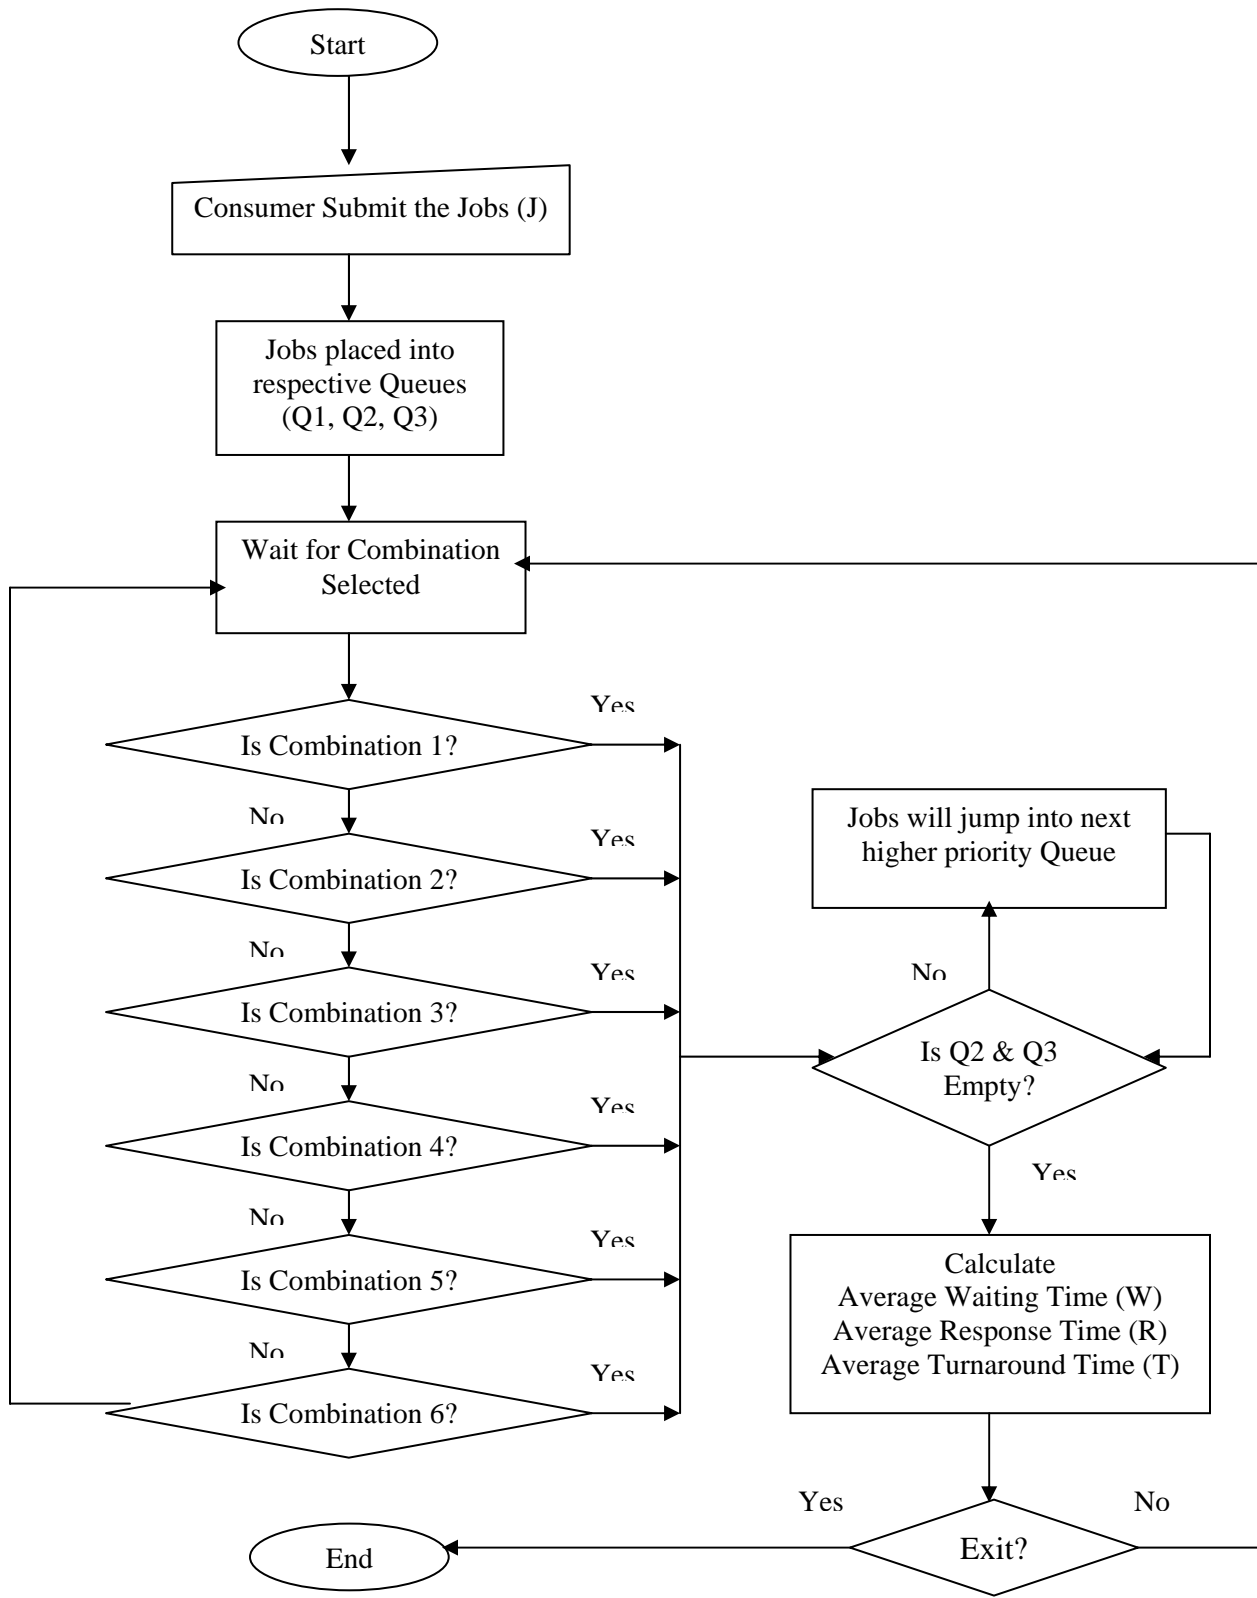 Start
Consumer Submit the Jobs (J)
Jobs placed into
respective Queues
(Q1, Q2, Q3)
Wait for Combination
Selected
Yes
Is Combination 1?
No
Yes
Is Combination 2?
No
Yes
Is Combination 3?
No
Yes
Is Combination 4?
No
Yes
Is Combination 5?
No
Yes
Is Combination 6?
Jobs will jump into next
higher priority Queue
No
Is Q2 & Q3
Empty?
Yes
Calculate
Average Waiting Time (W)
Average Response Time (R)
Average Turnaround Time (T)
Yes
No
Exit?
End